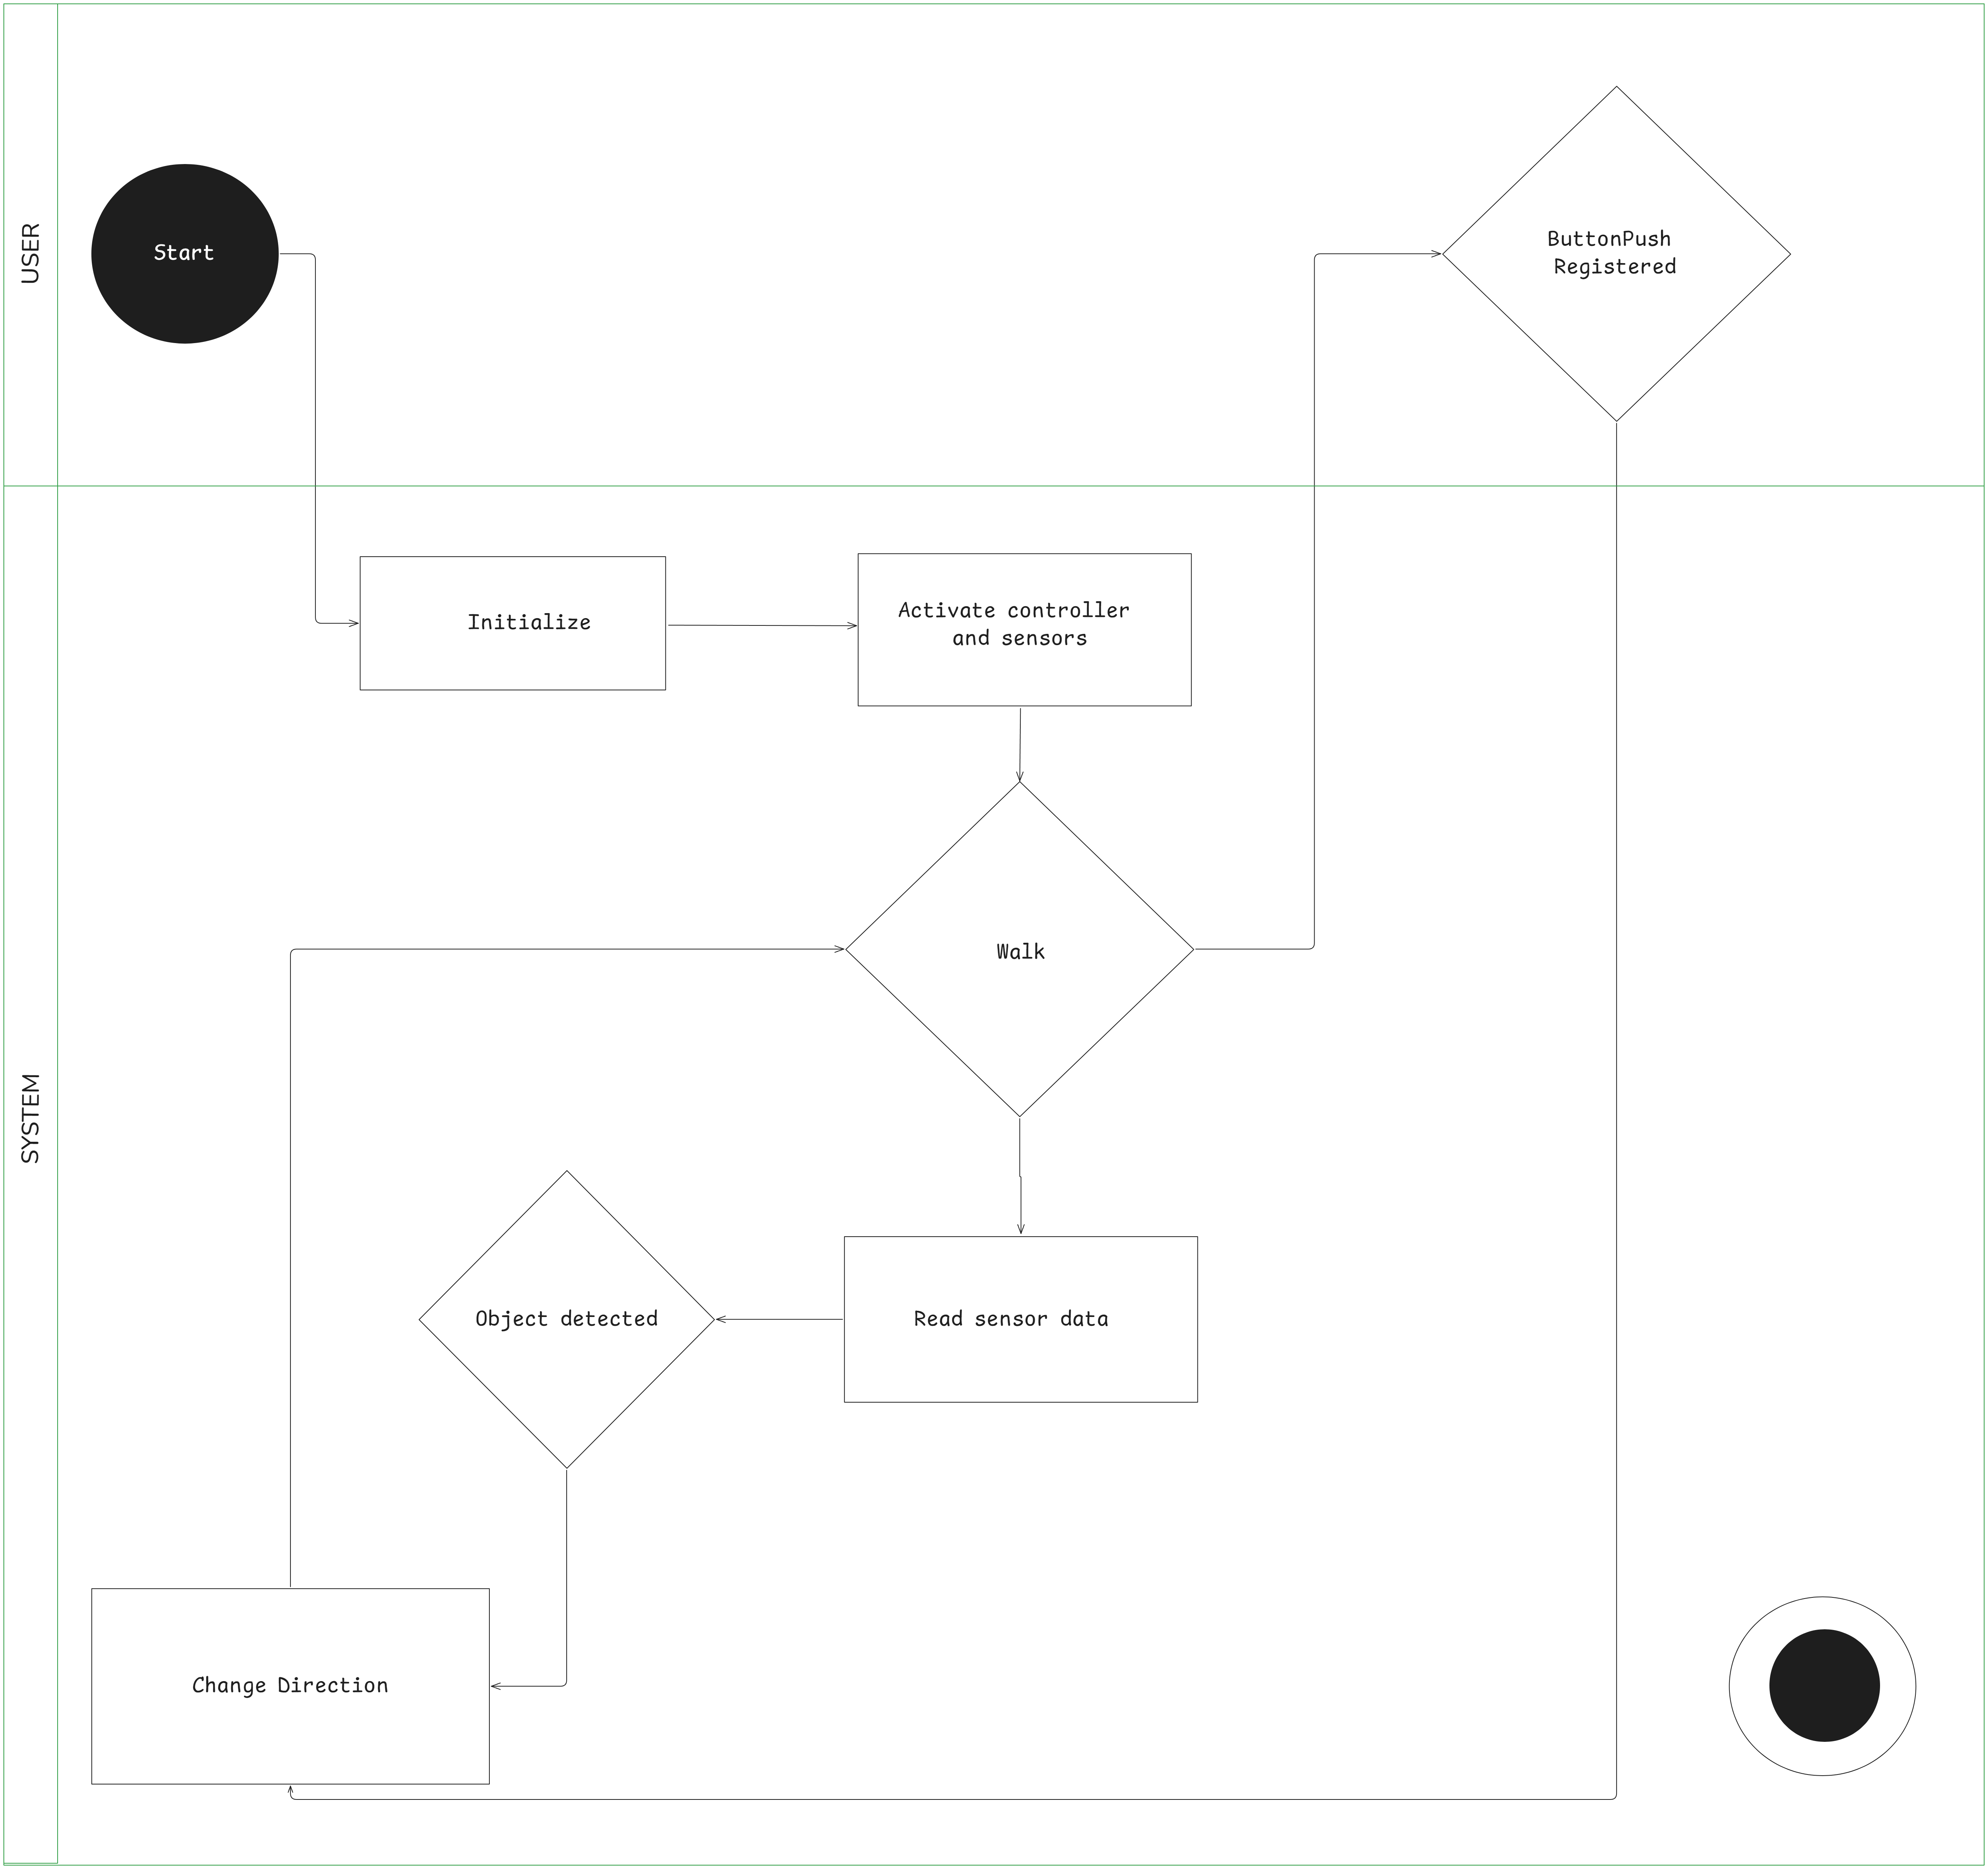 USER
Start
ButtonPush
Registered
SYSTEM
Initialize
Activate controller
and sensors
Walk
Object detected
Read sensor data
Change Direction